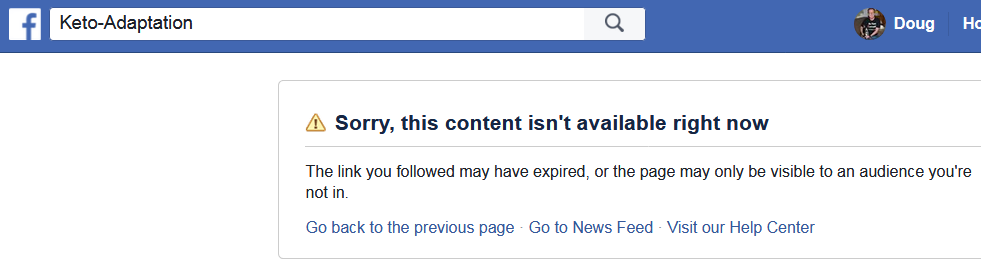 f
Keto-Adaptation
Doug
Ho
Sorry, this content isn't available right now
The link you followed may have expired, or the page may only be visible to an audience you're
not in.
Go back to the previous page · Go to News Feed · Visit our Help Center